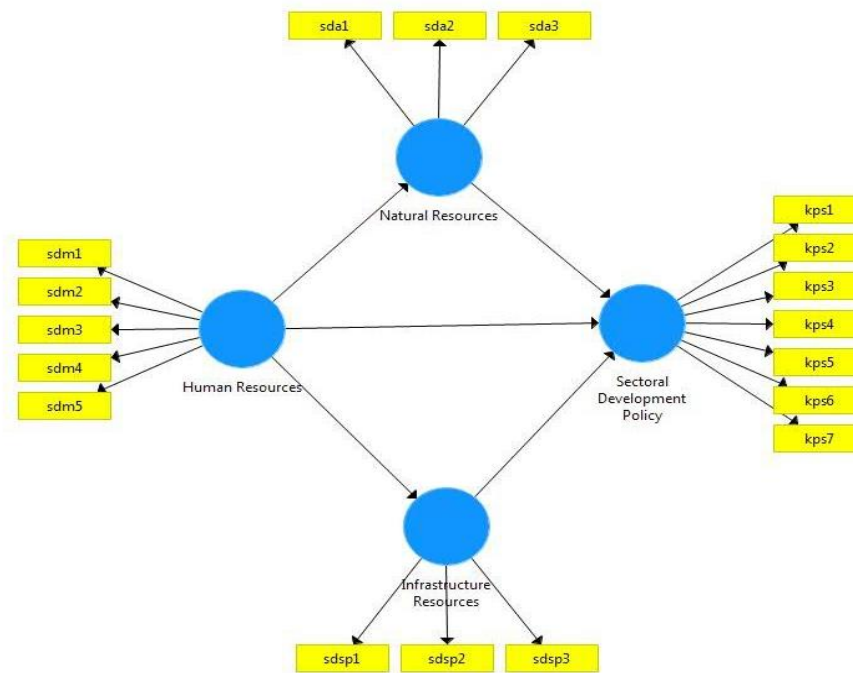 sda1
sda2
sda3
Natural Resources
kps1
kps2
kps3
kps4
kps5
kps6
kps7
sdm1
sdm2
sdm3
sdm4
sdm5
Human Resources
Sectoral
Development
Policy
Infrastructure
Resources
sdsp1
sdsp2
sdsp3